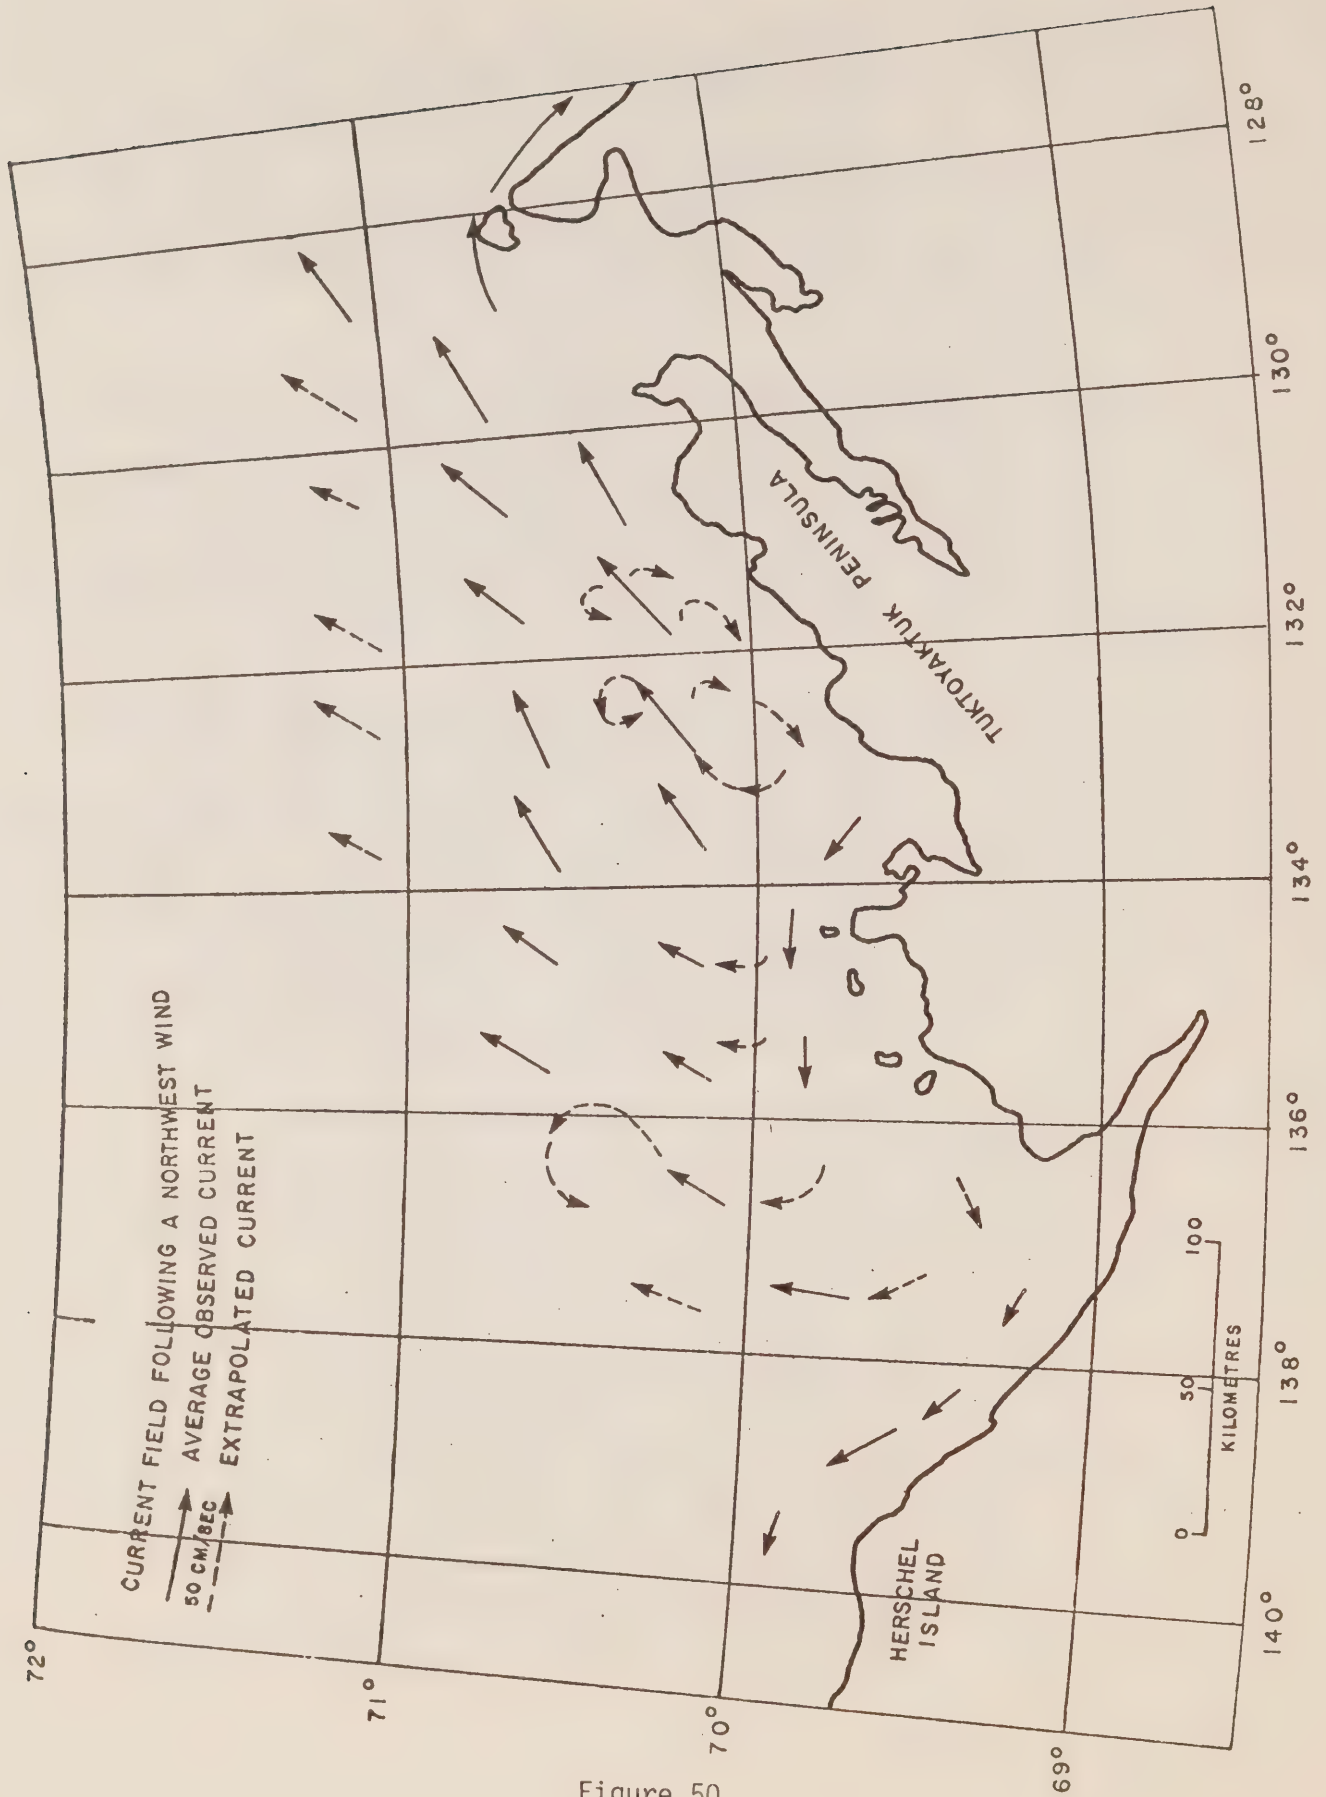 CURRENT FIELD FOLLOWING A NORTHWEST WIND
AVERAGE OBSERVED CURRENT
50 CM/SEC
EXTRAPOLATED CURRENT
72°
71°
70°
69°
TUKTOYAKTUK PENINSULA
HERSCHEL
ISLAND
0 50 100
KILOMETRES
140°
138°
136°
134°
132°
130°
128°
Figure 50